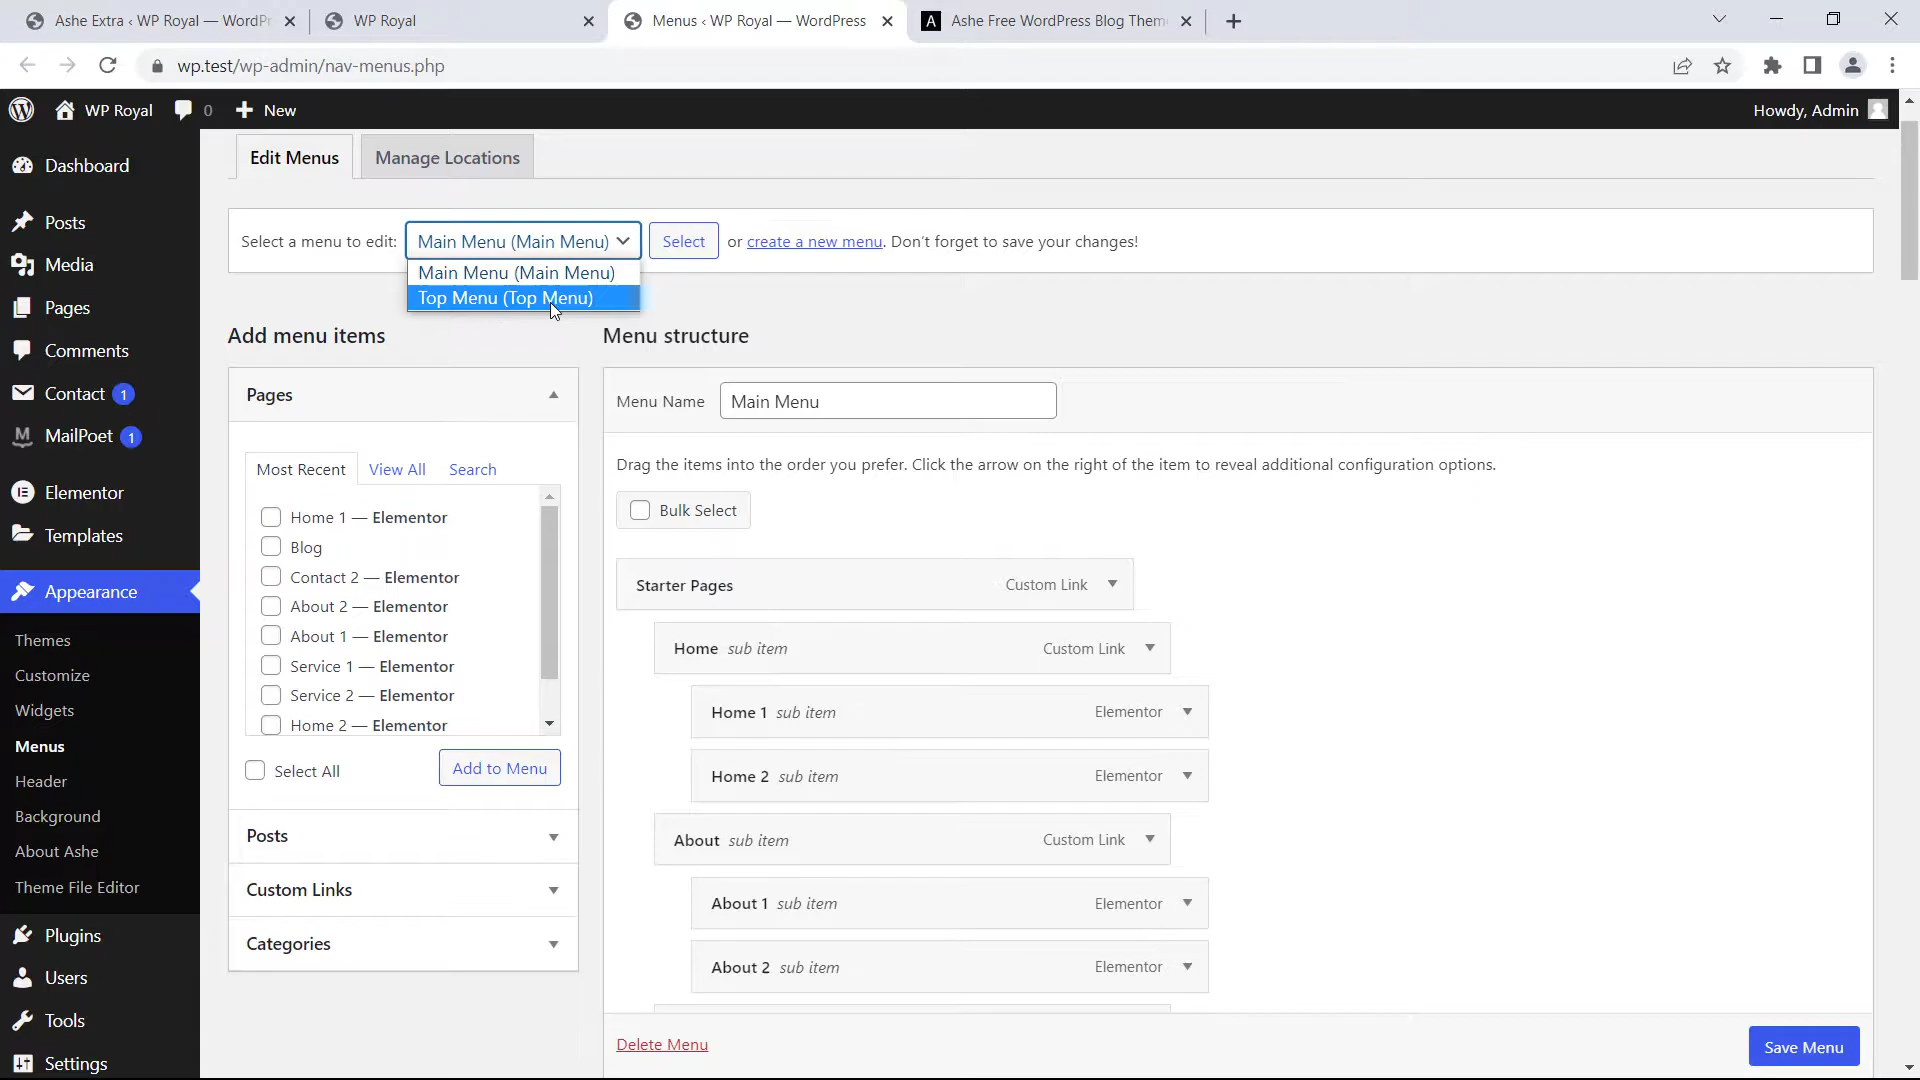 Ashe Extra ‹ WP Royal — WordPr
WP Royal
Menus ‹ WP Royal — WordPress
Ashe Free WordPress Blog Them
wp.test/wp-admin/nav-menus.php
WP Royal
0
New
Howdy, Admin
Dashboard
Posts
Media
Pages
Comments
Contact 1
MailPoet 1
Elementor
Templates
Appearance
Themes
Customize
Widgets
Menus
Header
Background
About Ashe
Theme File Editor
Plugins
Users
Tools
Settings
Edit Menus
Manage Locations
Select a menu to edit: Main Menu (Main Menu) Select or create a new menu. Don't forget to save your changes!
Main Menu (Main Menu)
Top Menu (Top Menu)
Add menu items
Pages
Most Recent View All Search
Home 1 — Elementor
Blog
Contact 2 — Elementor
About 2 — Elementor
About 1 — Elementor
Service 1 — Elementor
Service 2 — Elementor
Home 2 — Elementor
Select All
Add to Menu
Posts
Custom Links
Categories
Menu structure
Menu Name Main Menu
Drag the items into the order you prefer. Click the arrow on the right of the item to reveal additional configuration options.
Bulk Select
Starter Pages Custom Link
Home sub item Custom Link
Home 1 sub item Elementor
Home 2 sub item Elementor
About sub item Custom Link
About 1 sub item Elementor
About 2 sub item Elementor
Delete Menu
Save Menu